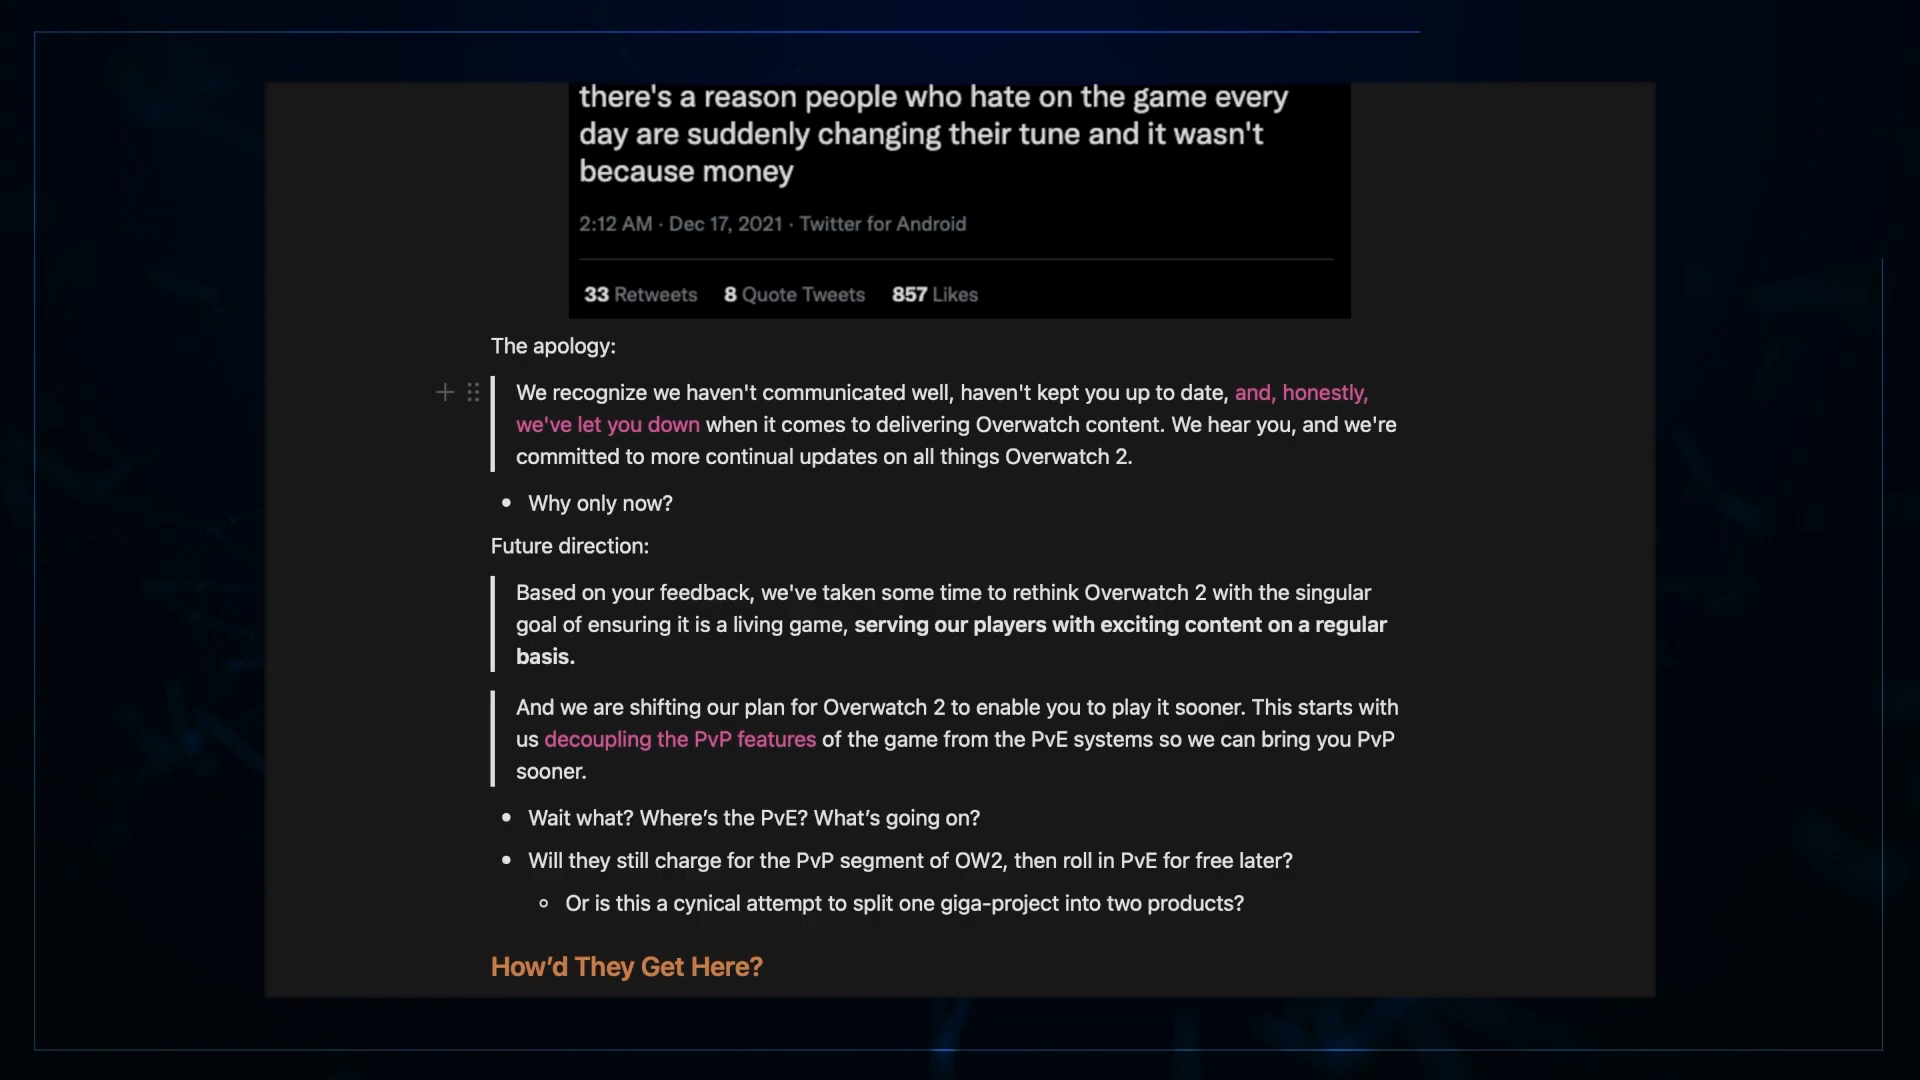 there's a reason people who hate on the game every
day are suddenly changing their tune and it wasn't
because money
2:12 AM · Dec 17, 2021 · Twitter for Android
33 Retweets 8 Quote Tweets 857 Likes
The apology:
We recognize we haven't communicated well, haven't kept you up to date, and, honestly,
we've let you down when it comes to delivering Overwatch content. We hear you, and we're
committed to more continual updates on all things Overwatch 2.
• Why only now?
Future direction:
Based on your feedback, we've taken some time to rethink Overwatch 2 with the singular
goal of ensuring it is a living game, serving our players with exciting content on a regular
basis.
And we are shifting our plan for Overwatch 2 to enable you to play it sooner. This starts with
us decoupling the PvP features of the game from the PvE systems so we can bring you PvP
sooner.
• Wait what? Where’s the PvE? What’s going on?
• Will they still charge for the PvP segment of OW2, then roll in PvE for free later?
◦ Or is this a cynical attempt to split one giga-project into two products?
How’d They Get Here?